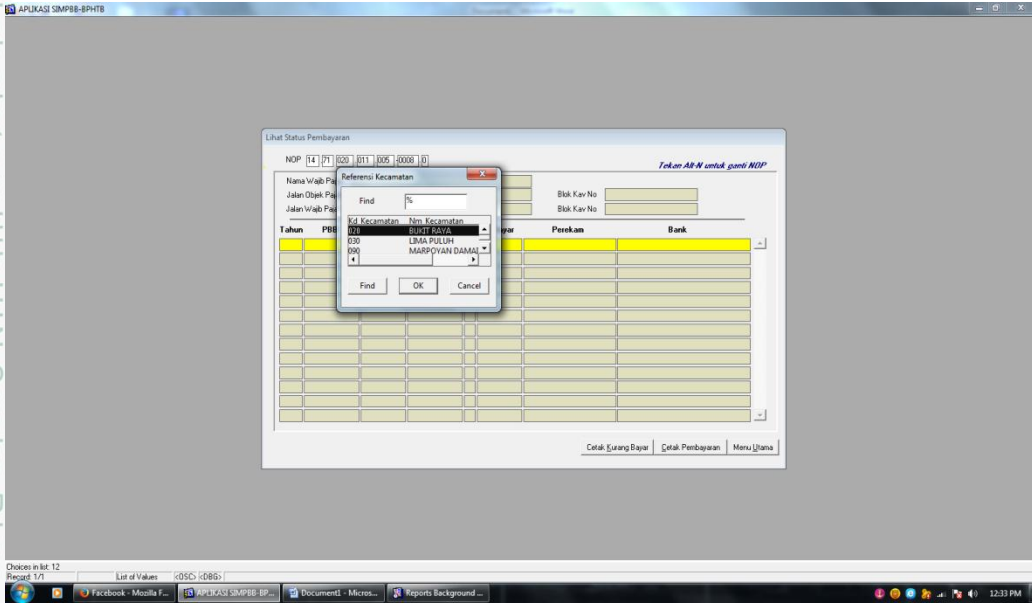 APLIKASI SIMPBB-BPHTB
Lihat Status Pembayaran
NOP 14 71 020 011 005 -0008 0
Tekan Alt-N untuk ganti NOP
Nama Wajib Pa
Jalan Objek Pa
Blok Kav No
Jalan Wajib Pa
Blok Kav No
Tahun PBB yar Perekam Bank
Referensi Kecamatan
Find %
Kd_Kecamatan Nm_Kecamatan
020 BUKIT RAYA
030 LIMA PULUH
090 MARPOYAN DAMAI
Find OK Cancel
Cetak Kurang Bayar Cetak Pembayaran Menu Utama
Choices in list: 12
Record: 1/1 List of Values <OSC> <DBG>
Facebook - Mozilla F... APLIKASI SIMPBB-BP... Document1 - Micros... Reports Background ... 12:33 PM